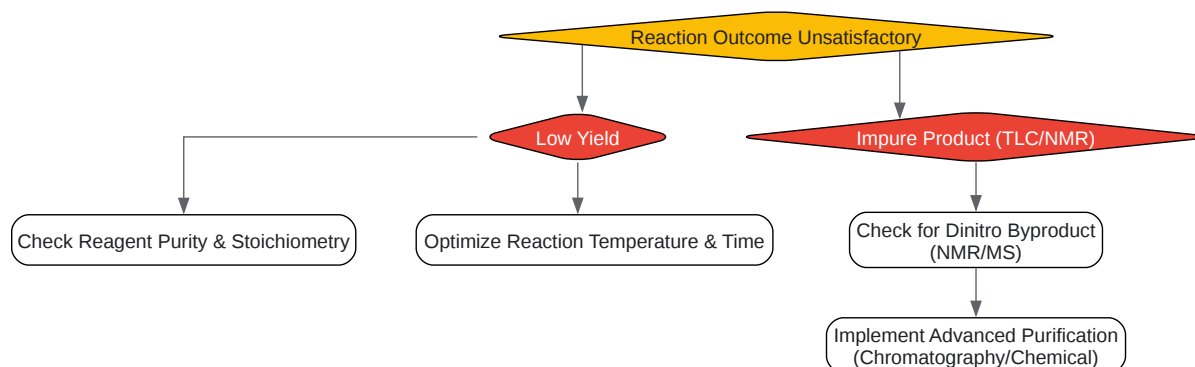 Reaction Outcome Unsatisfactory
Low Yield
Impure Product (TLC/NMR)
Check Reagent Purity & Stoichiometry
Optimize Reaction Temperature & Time
Check for Dinitro Byproduct
(NMR/MS)
Implement Advanced Purification
(Chromatography/Chemical)